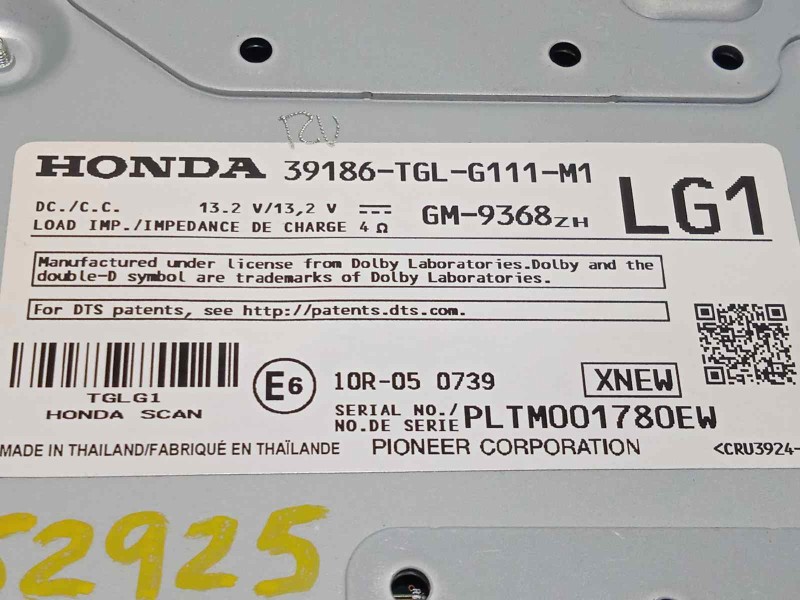 HONDA 39186-TGL-G111-M1
LG1
DC./C.C. 13.2 V/13,2 V
GM-9368ZH
LOAD IMP./IMPEDANCE DE CHARGE 4 Ω
Manufactured under license from Dolby Laboratories.Dolby and the
double-D symbol are trademarks of Dolby Laboratories.
For DTS patents, see http://patents.dts.com.
TGLG1
HONDA SCAN
E6
10R-05 0739
XNEW
SERIAL NO./
NO.DE SERIE PLTM001780EW
MADE IN THAILAND/FABRIQUÉ EN THAÏLANDE
PIONEER CORPORATION
<CRU3924-
52925